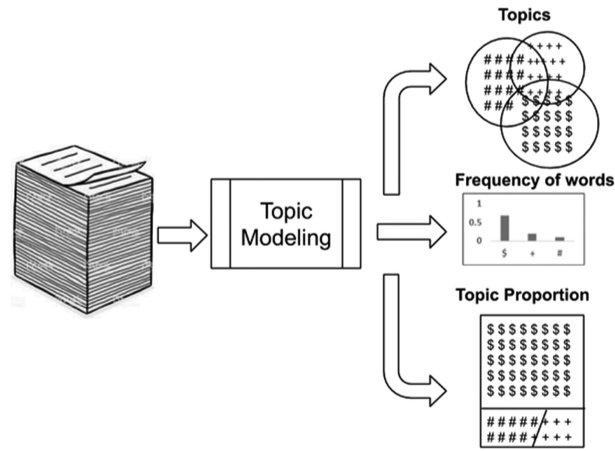 Topics
# # # # + + + +
# # # # + + + + +
# # # # + + + +
# # # # + + + + +
# # # $ $ $ $ $
$ $ $ $ $
$ $ $ $ $
$ $ $ $ $
$ $ $ $ $
Topic
Modeling
Frequency of words
1
0.5
0
$ + #
Topic Proportion
$ $ $ $ $ $ $ $
$ $ $ $ $ $ $ $
$ $ $ $ $ $ $ $
$ $ $ $ $ $ $ $
$ $ $ $ $ $ $ $
# # # # # + + +
# # # # + + + +